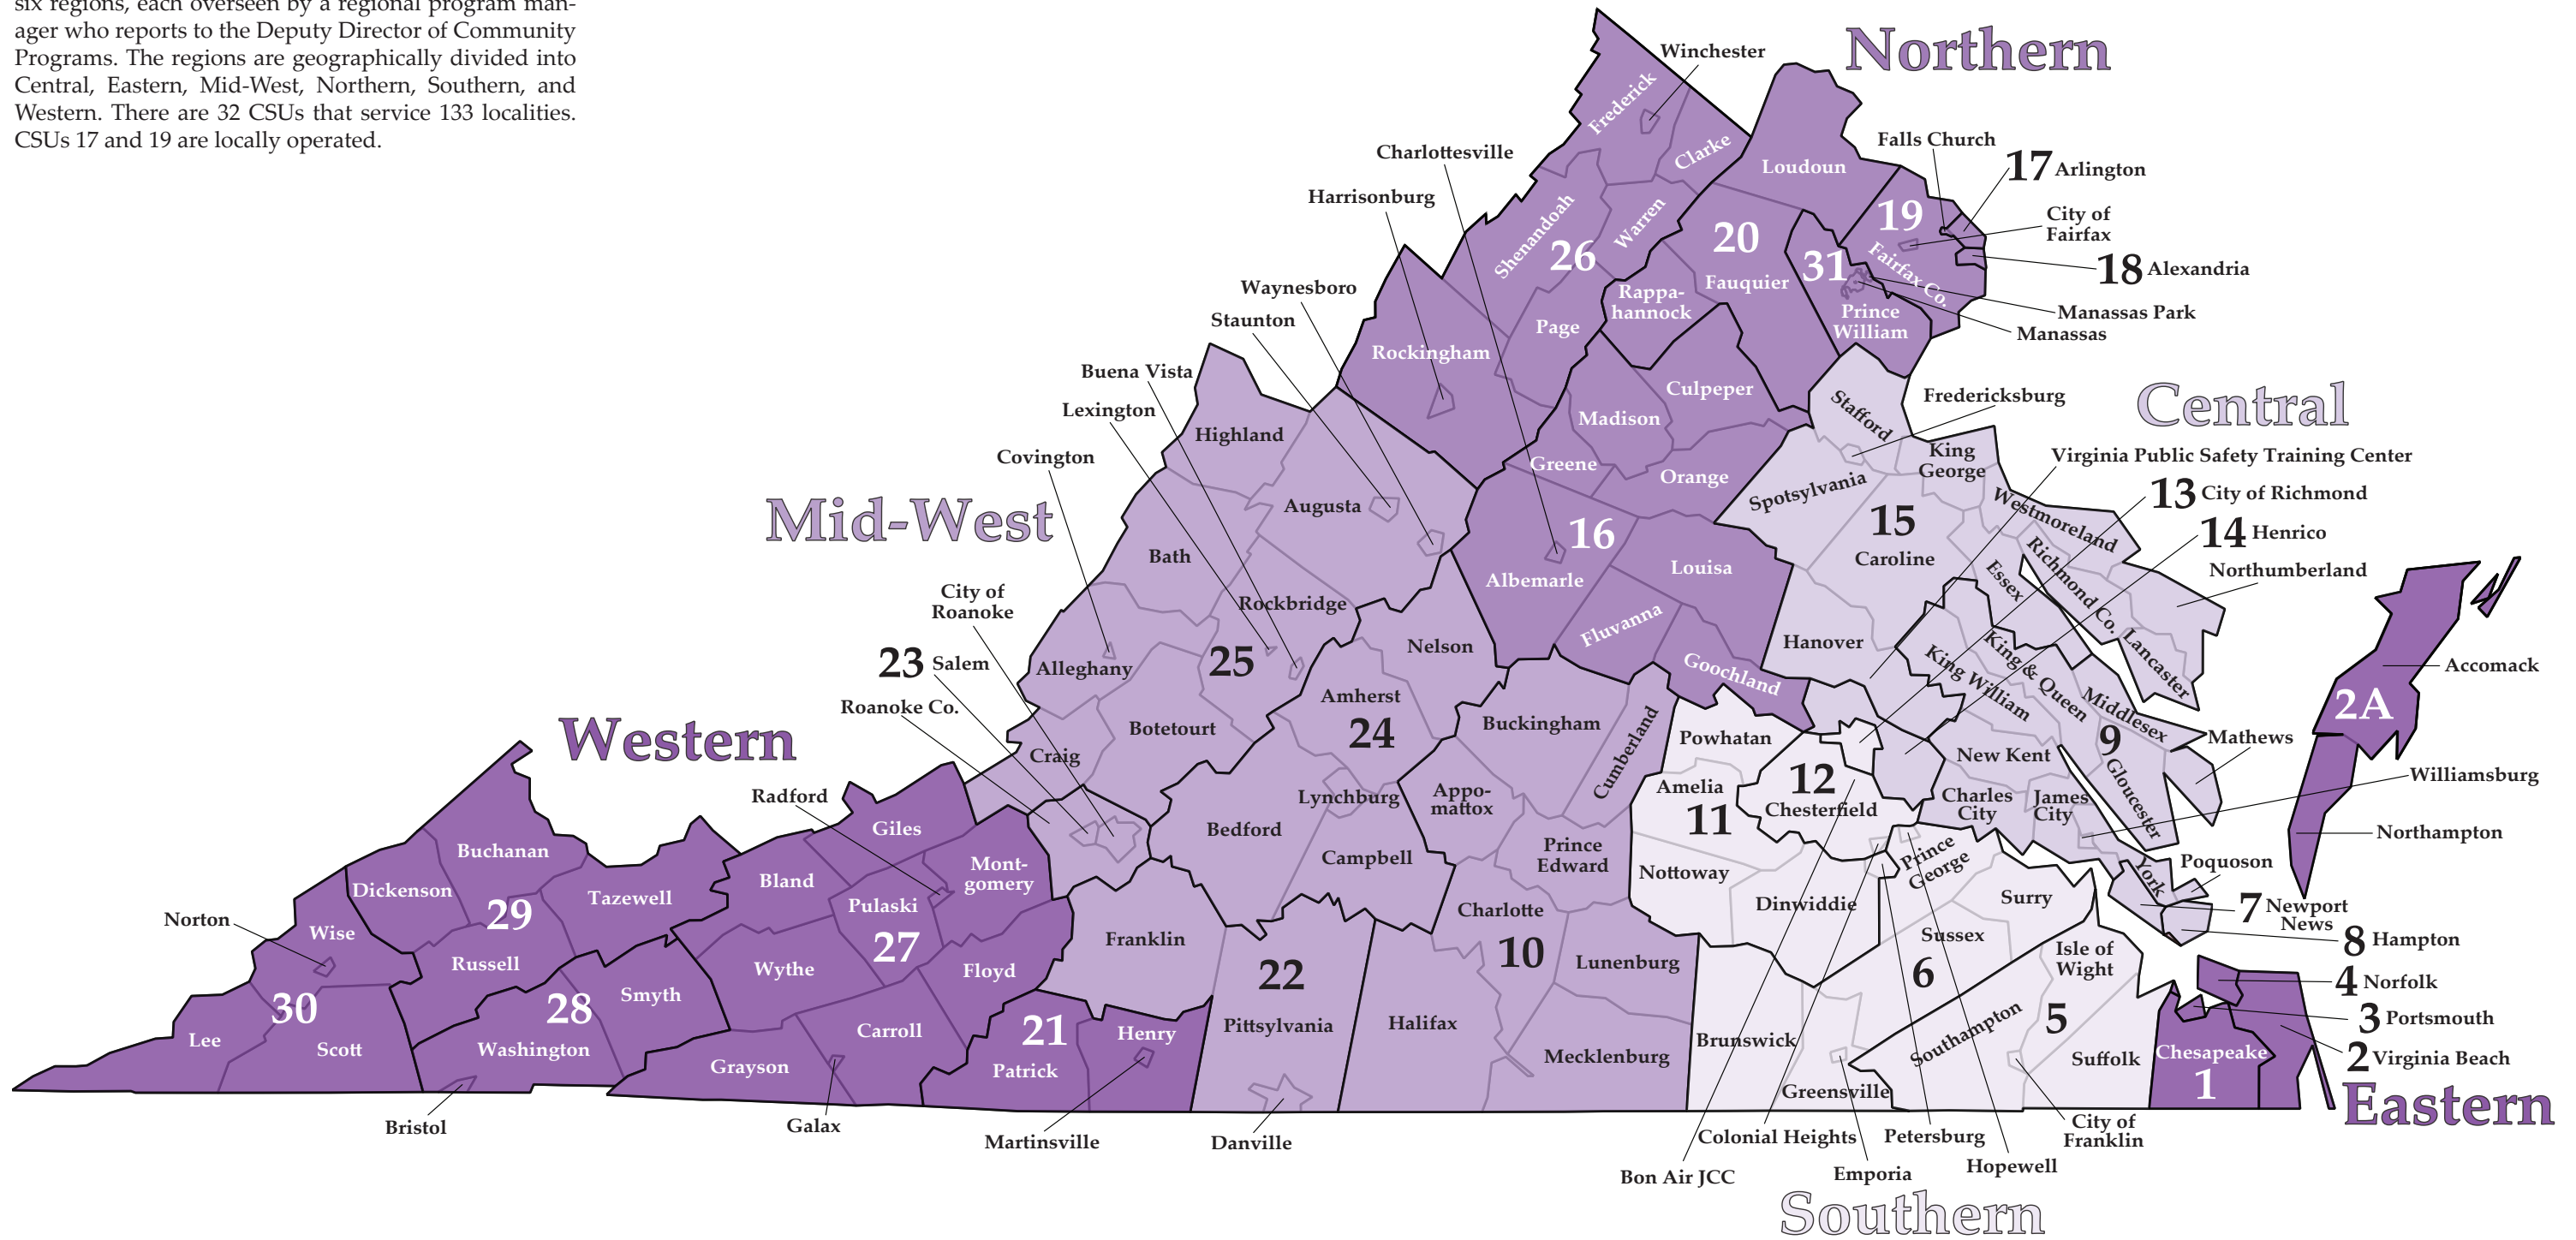 six regions, each overseen by a regional program man-
ager who reports to the Deputy Director of Community
Programs. The regions are geographically divided into
Central, Eastern, Mid-West, Northern, Southern, and
Western. There are 32 CSUs that service 133 localities.
CSUs 17 and 19 are locally operated.
Northern
Winchester
Frederick
Clarke
Loudoun
Falls Church
17 Arlington
City of
Fairfax
18 Alexandria
Manassas Park
Manassas
19
Fairfax Co.
20
Fauquier
31
Prince
William
Charlottesville
Harrisonburg
Shenandoah
Warren
26
Rappa-
hannock
Page
Rockingham
Culpeper
Madison
Greene
Orange
16
Albemarle
Louisa
Fluvanna
Goochland
Central
Fredericksburg
Stafford
King
George
Virginia Public Safety Training Center
13 City of Richmond
14 Henrico
Northumberland
Spotsylvania
15
Caroline
Westmoreland
Essex
Richmond Co.
Lancaster
Hanover
King William
King & Queen
Middlesex
9
Mathews
Gloucester
Williamsburg
New Kent
Charles
City
James
City
York
Poquoson
7 Newport
News
8 Hampton
Mid-West
Waynesboro
Staunton
Buena Vista
Lexington
Covington
City of
Roanoke
23 Salem
Roanoke Co.
Highland
Augusta
Bath
Rockbridge
25
Alleghany
Botetourt
Craig
Nelson
Amherst
24
Lynchburg
Bedford
Campbell
Buckingham
Cumberland
Appo-
mattox
Prince
Edward
Charlotte
10
Lunenburg
Halifax
Mecklenburg
Franklin
22
Pittsylvania
Danville
Western
Radford
Giles
Mont-
gomery
Bland
Pulaski
27
Wythe
Floyd
Carroll
Grayson
Galax
21
Patrick
Henry
Martinsville
Buchanan
Dickenson
29
Tazewell
Russell
Norton
Wise
30
Lee
Scott
28
Smyth
Washington
Bristol
Powhatan
Amelia
11
Nottoway
12
Chesterfield
Dinwiddie
Prince
George
Surry
Sussex
6
Isle of
Wight
5
Southampton
Suffolk
Brunswick
Greensville
Colonial Heights
Petersburg
City of
Franklin
Bon Air JCC
Emporia
Hopewell
Southern
Accomack
2A
Northampton
4 Norfolk
3 Portsmouth
2 Virginia Beach
Chesapeake
1
Eastern